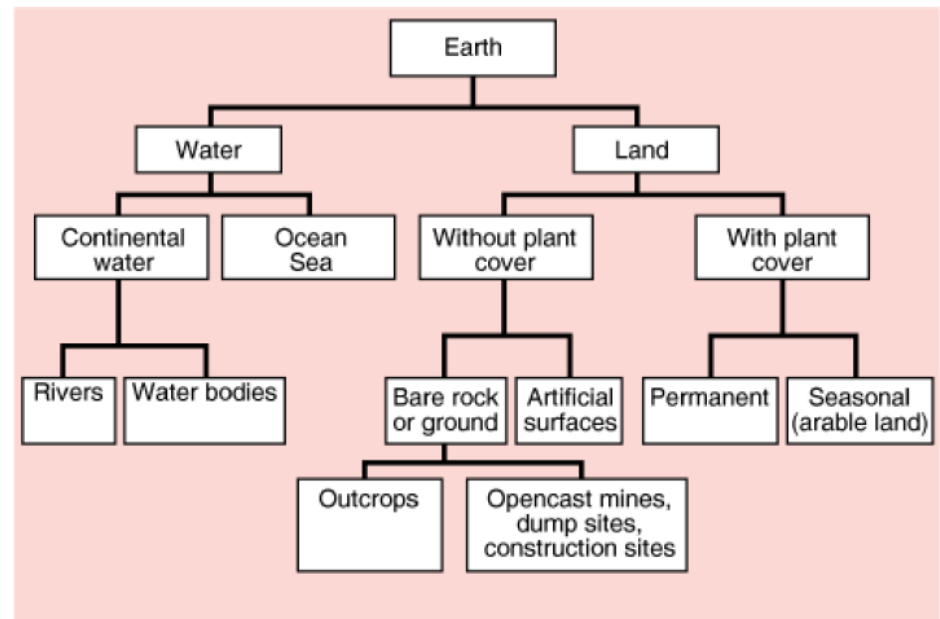 Earth
Water
Land
Continental
water
Ocean
Sea
Without plant
cover
With plant
cover
Rivers
Water bodies
Bare rock
or ground
Artificial
surfaces
Permanent
Seasonal
(arable land)
Outcrops
Opencast mines,
dump sites,
construction sites